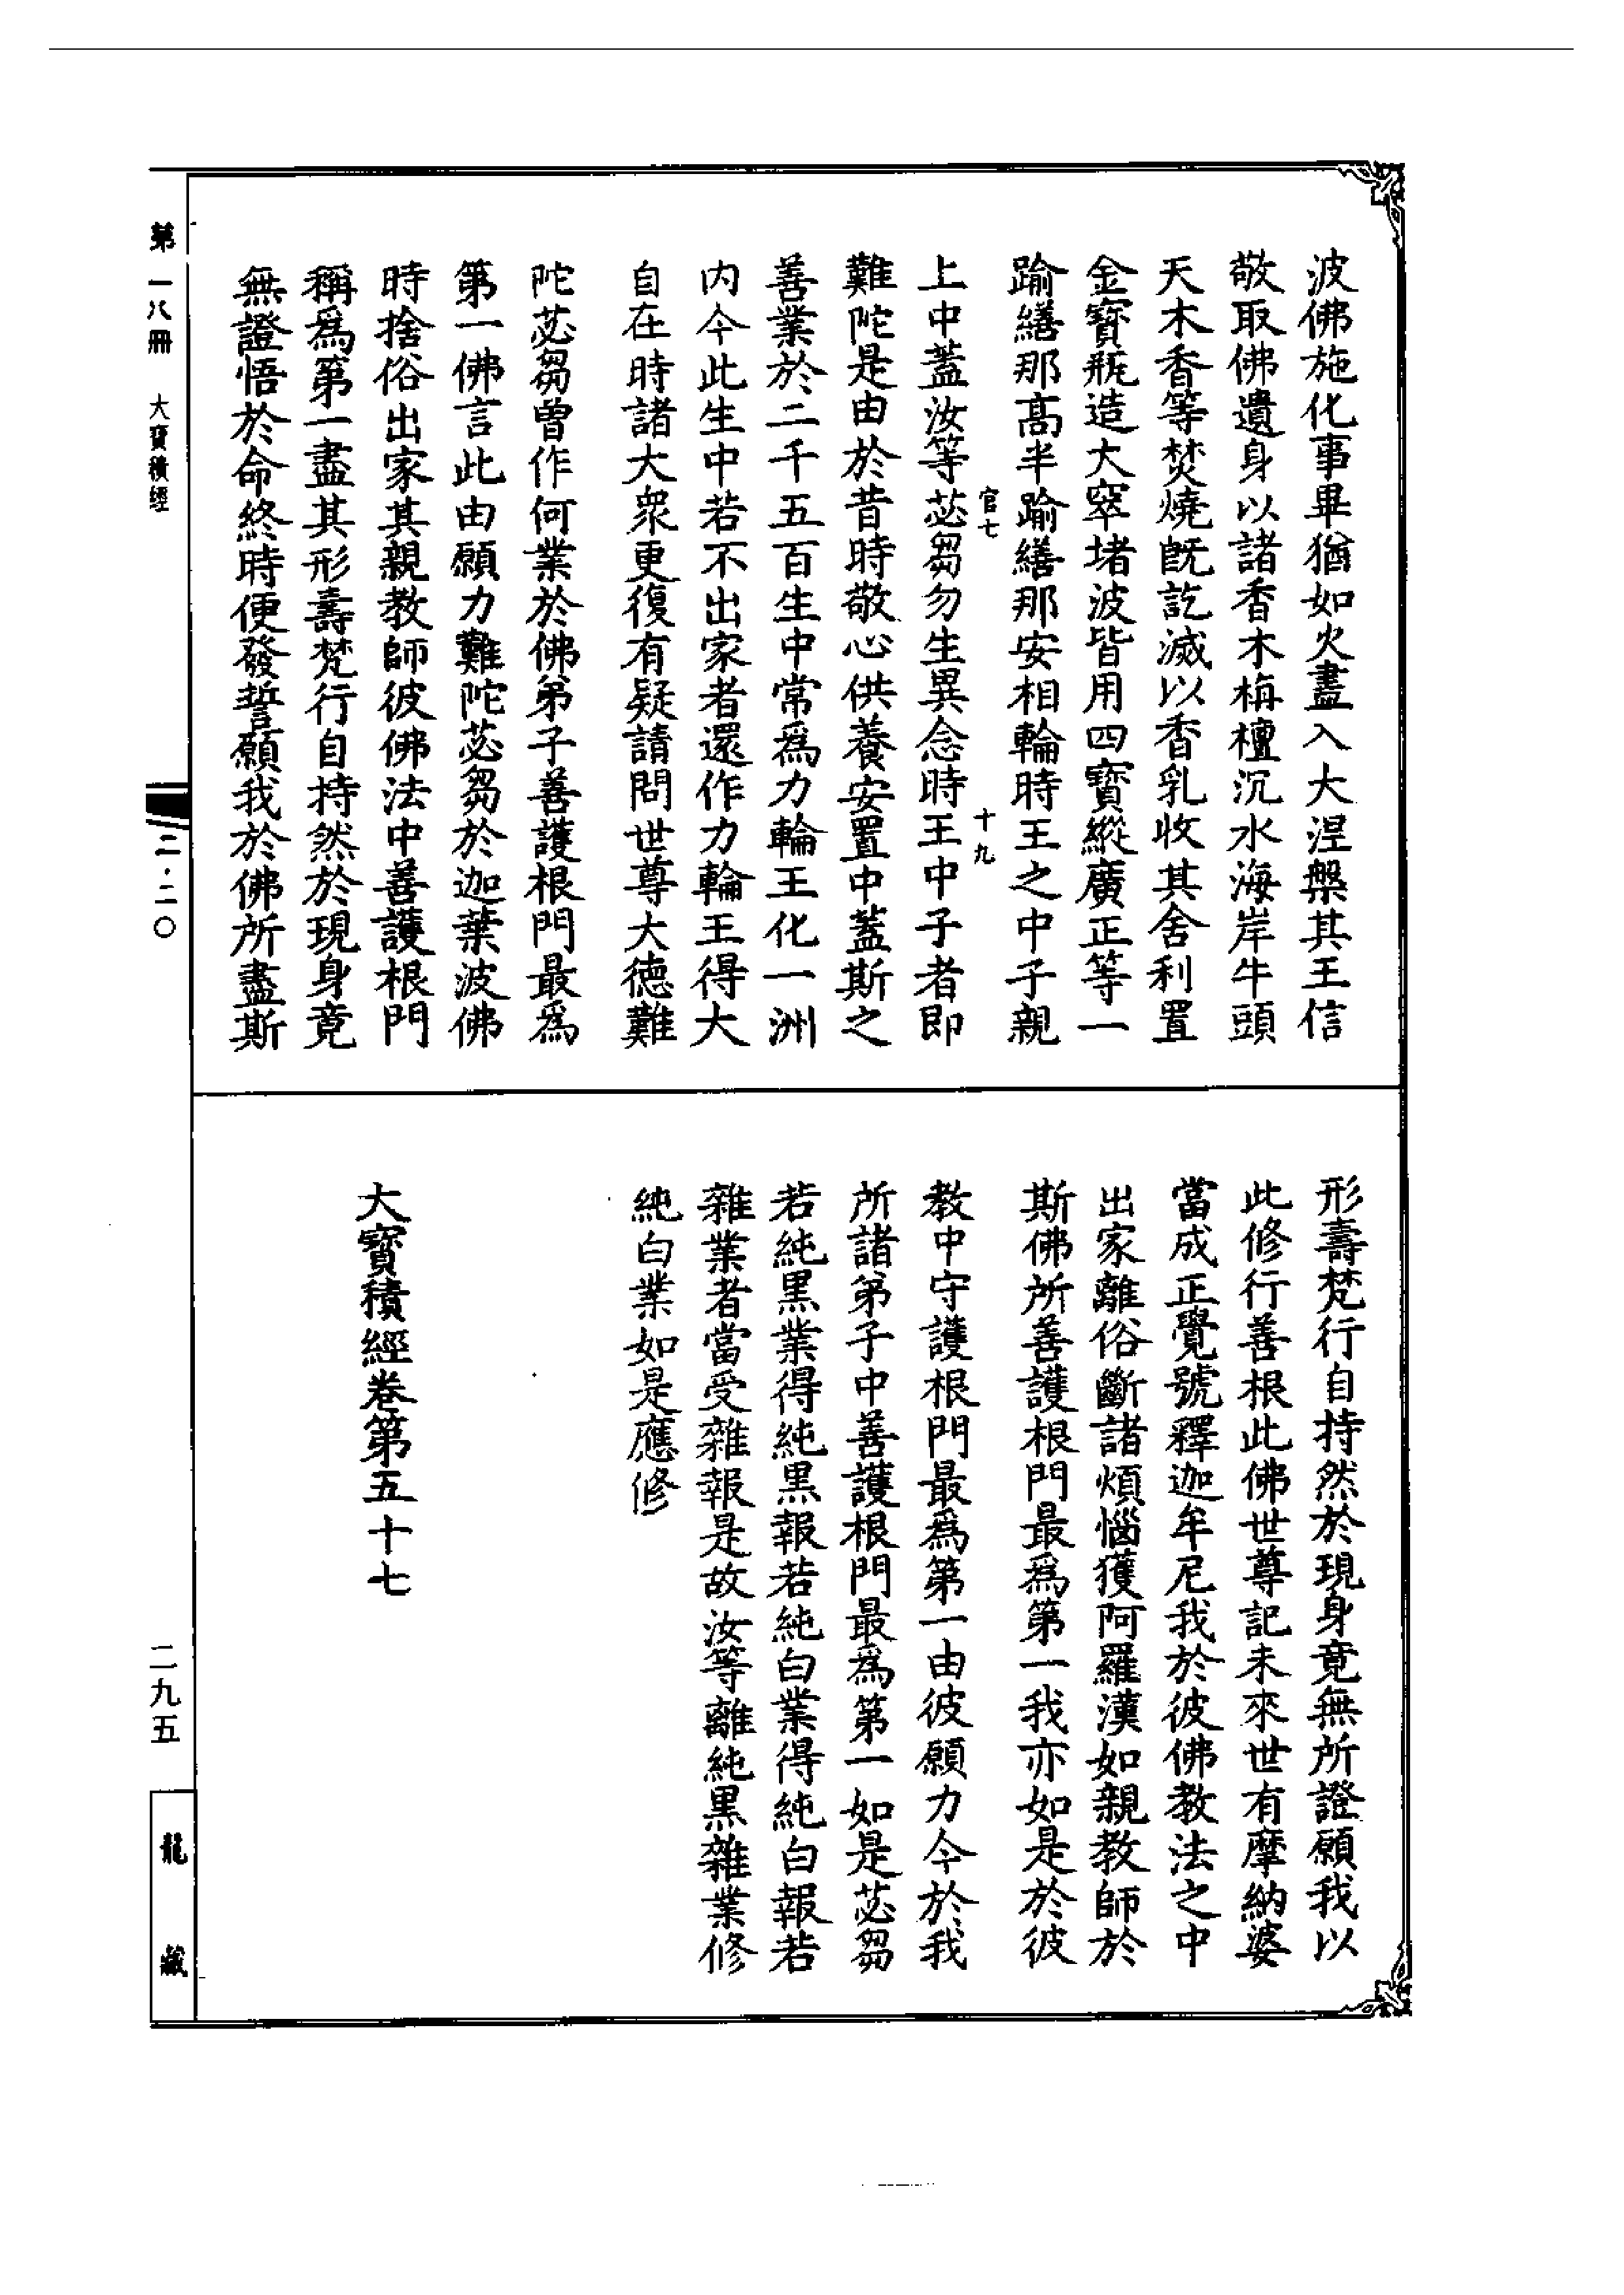 波佛施化事畢猶如火盡入大涅槃其王信
敬取佛遺身以諸香木栴檀沉水海岸牛頭
天木香等焚燒既訖滅以香乳收其舍利置
金寶瓶造大窣堵波皆用四寶縱廣正等一
踰繕那高半踰繕那安相輪時王之中子親
官七
十九
上中蓋汝等苾芻勿生異念時王中子者即
難陀是由於昔時敬心供養安置中蓋斯之
善業於二千五百生中常爲力輪王化一洲
内今此生中若不出家者還作力輪王得大
自在時諸大衆更復有疑請問世尊大德難
陀苾芻曾作何業於佛弟子善護根門最爲
第一佛言此由願力難陀苾芻於迦葉波佛
時捨俗出家其親教師彼佛法中善護根門
稱爲第一盡其形壽梵行自持然於現身竟
無證悟於命終時便發誓願我於佛所盡斯
形壽梵行自持然於現身竟無所證願我以
此修行善根此佛世尊記未來世有摩納婆
當成正覺號釋迦牟尼我於彼佛教法之中
出家離俗斷諸煩惱獲阿羅漢如親教師於
斯佛所善護根門最爲第一我亦如是於彼
教中守護根門最爲第一由彼願力今於我
所諸弟子中善護根門最爲第一如是苾芻
若純黒業得純黒報若純白業得純白報若
雜業者當受雜報是故汝等離純黒雜業修
純白業如是應修
大寶積經卷第五十七
第一八冊　大寶積經
二·二〇
二九五
龍藏